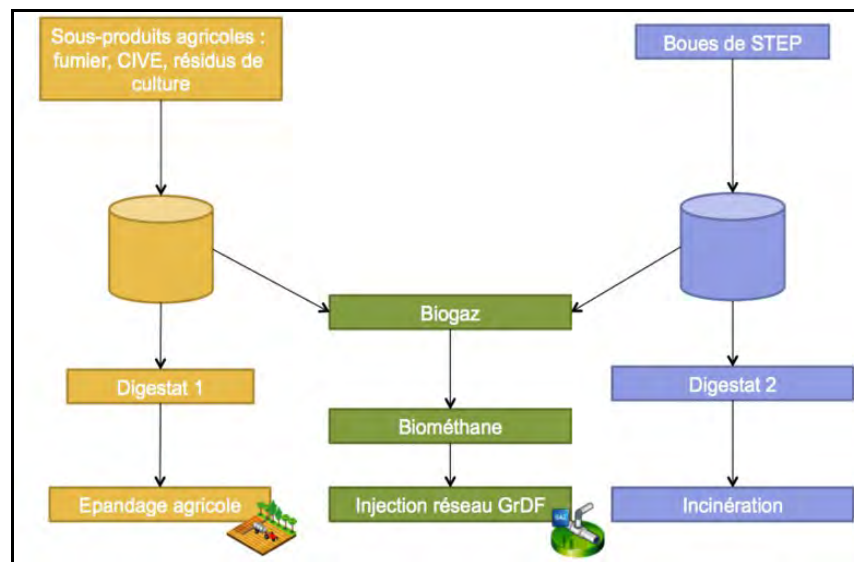 Sous-produits agricoles :
fumier, CIVE, résidus de
culture
Boues de STEP
Biogaz
Digestat 1
Digestat 2
Biométhane
Epandage agricole
Injection réseau GrDF
Incinération
GAZ